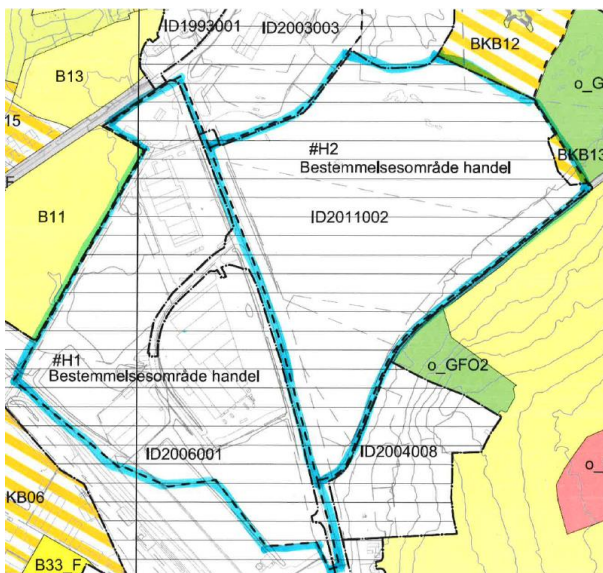 ID1993001
ID2003003
BKB12
B13
o_G
15
F
#H2
Bestemmelsesområde handel
BKB13
B11
ID2011002
#H1
Bestemmelsesområde handel
o_GFO2
ID2006001
ID2004008
o_
KB06
B33_F